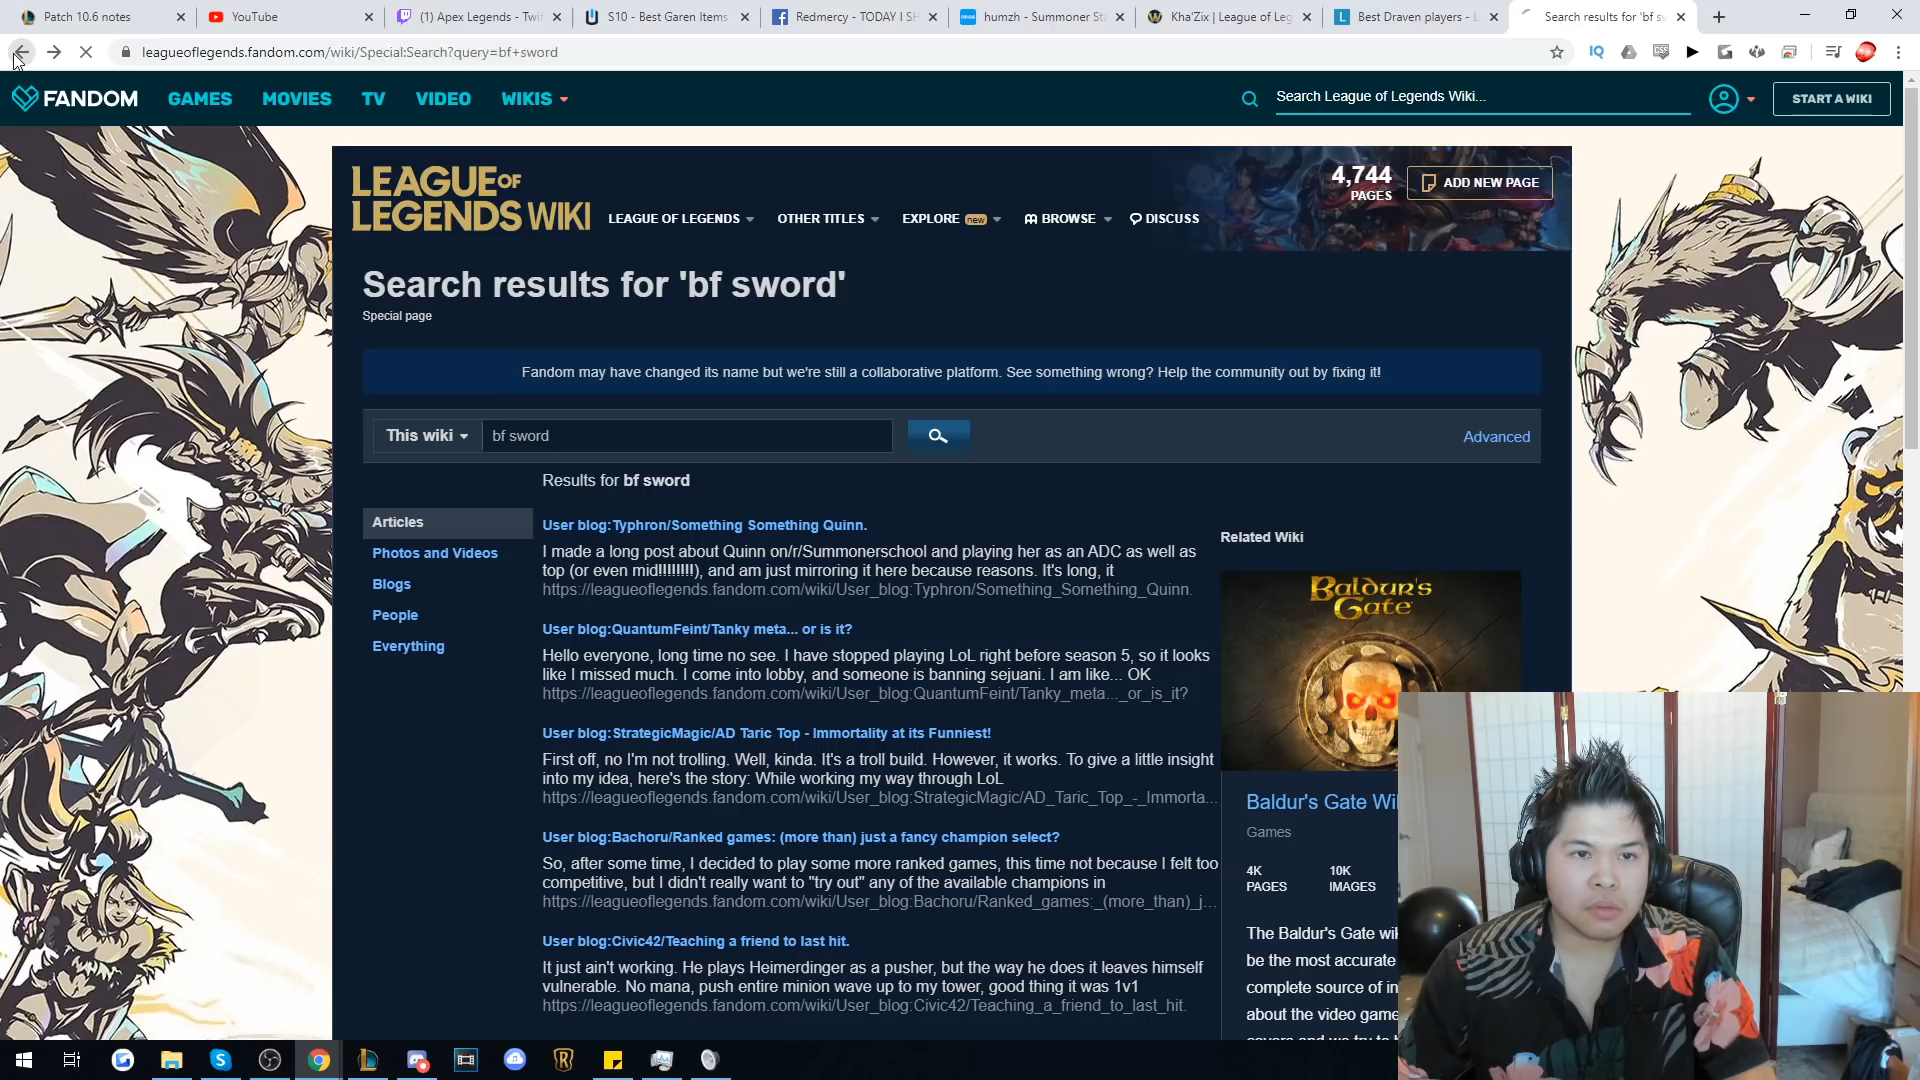 Patch 10.6 notes
YouTube
(1) Apex Legends - Twit
S10 - Best Garen Items
Redmercy - TODAY I SH
humzh - Summoner Sta
Kha'Zix | League of Leg
Best Draven players - L
Search results for 'bf sw
leagueoflegends.fandom.com/wiki/Special:Search?query=bf+sword
FANDOM
GAMES
MOVIES
TV
VIDEO
WIKIS
Search League of Legends Wiki...
START A WIKI
LEAGUE OF
LEGENDS WIKI
4,744
PAGES
ADD NEW PAGE
LEAGUE OF LEGENDS
OTHER TITLES
EXPLORE new
BROWSE
DISCUSS
Search results for 'bf sword'
Special page
Fandom may have changed its name but we're still a collaborative platform. See something wrong? Help the community out by fixing it!
This wiki
bf sword
Advanced
Results for bf sword
Articles
Photos and Videos
Blogs
People
Everything
User blog:Typhron/Something Something Quinn.
I made a long post about Quinn on/r/Summonerschool and playing her as an ADC as well as
top (or even mid!!!!!!!!), and am just mirroring it here because reasons. It's long, it
https://leagueoflegends.fandom.com/wiki/User_blog:Typhron/Something_Something_Quinn.
User blog:QuantumFeint/Tanky meta... or is it?
Hello everyone, long time no see. I have stopped playing LoL right before season 5, so it looks
like I missed much. I come into lobby, and someone is banning sejuani. I am like... OK
https://leagueoflegends.fandom.com/wiki/User_blog:QuantumFeint/Tanky_meta..._or_is_it?
User blog:StrategicMagic/AD Taric Top - Immortality at its Funniest!
First off, no I'm not trolling. Well, kinda. It's a troll build. However, it works. To give a little insight
into my idea, here's the story: While working my way through LoL
https://leagueoflegends.fandom.com/wiki/User_blog:StrategicMagic/AD_Taric_Top_-_Immorta...
User blog:Bachoru/Ranked games: (more than) just a fancy champion select?
So, after some time, I decided to play some more ranked games, this time not because I felt too
competitive, but I didn't really want to "try out" any of the available champions in
https://leagueoflegends.fandom.com/wiki/User_blog:Bachoru/Ranked_games:_(more_than)_j...
User blog:Civic42/Teaching a friend to last hit.
It just ain't working. He plays Heimerdinger as a pusher, but the way he does it leaves himself
vulnerable. No mana, push entire minion wave up to my tower, good thing it was 1v1
https://leagueoflegends.fandom.com/wiki/User_blog:Civic42/Teaching_a_friend_to_last_hit.
Related Wiki
Baldur's
Gate
Baldur's Gate Wi
Games
4K
PAGES
10K
IMAGES
The Baldur's Gate wi
be the most accurate
complete source of in
about the video game